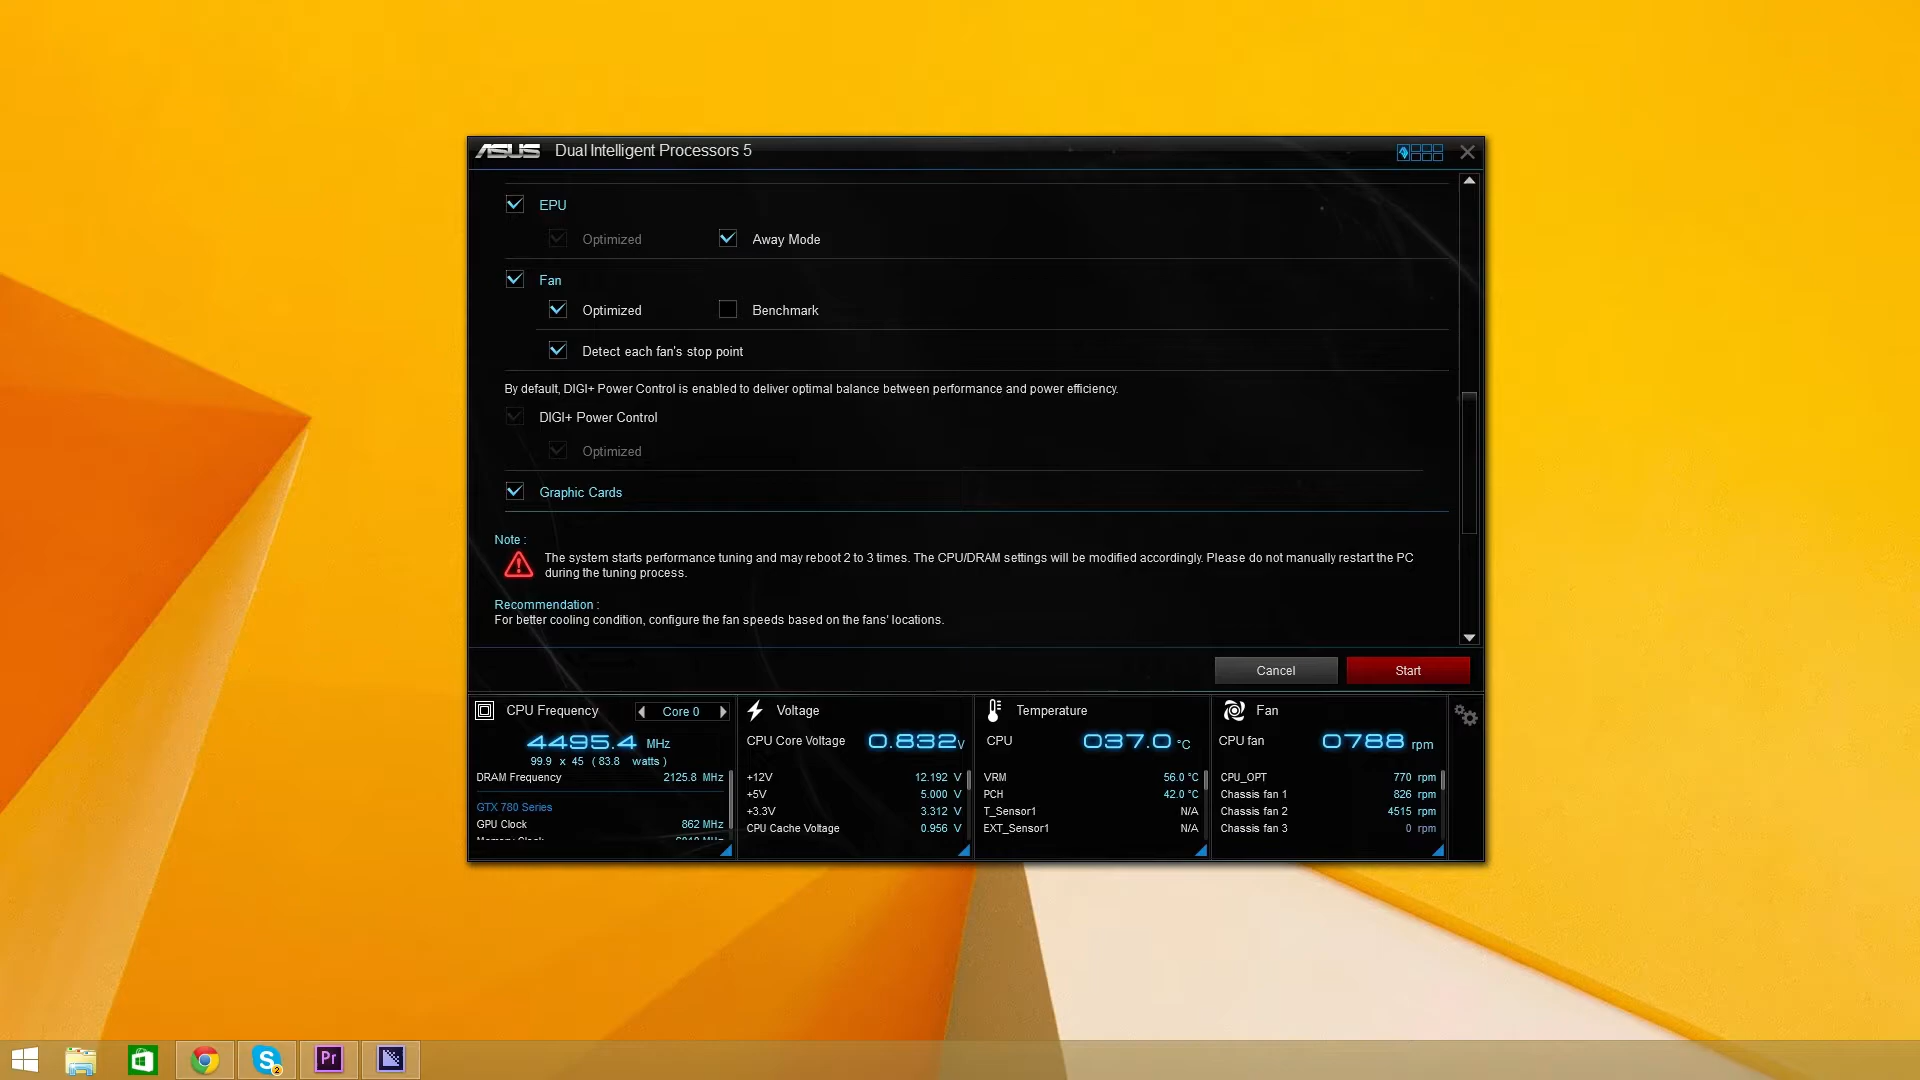 ASUS Dual Intelligent Processors 5
EPU
Optimized Away Mode
Fan
Optimized Benchmark
Detect each fan's stop point
By default, DIGI+ Power Control is enabled to deliver optimal balance between performance and power efficiency.
DIGI+ Power Control
Optimized
Graphic Cards
Note :
The system starts performance tuning and may reboot 2 to 3 times. The CPU/DRAM settings will be modified accordingly. Please do not manually restart the PC
during the tuning process.
Recommendation :
For better cooling condition, configure the fan speeds based on the fans' locations.
Cancel Start
CPU Frequency Core 0
4495.4 MHz
99.9 x 45 ( 83.8 watts )
DRAM Frequency 2125.8 MHz
GTX 780 Series
GPU Clock 862 MHz
Voltage
CPU Core Voltage 0.832 V
+12V 12.192 V
+5V 5.000 V
+3.3V 3.312 V
CPU Cache Voltage 0.956 V
Temperature
CPU 037.0 °C
VRM 56.0 °C
PCH 42.0 °C
T_Sensor1 N/A
EXT_Sensor1 N/A
Fan
CPU fan 0788 rpm
CPU_OPT 770 rpm
Chassis fan 1 826 rpm
Chassis fan 2 4515 rpm
Chassis fan 3 0 rpm
S 2 Pr